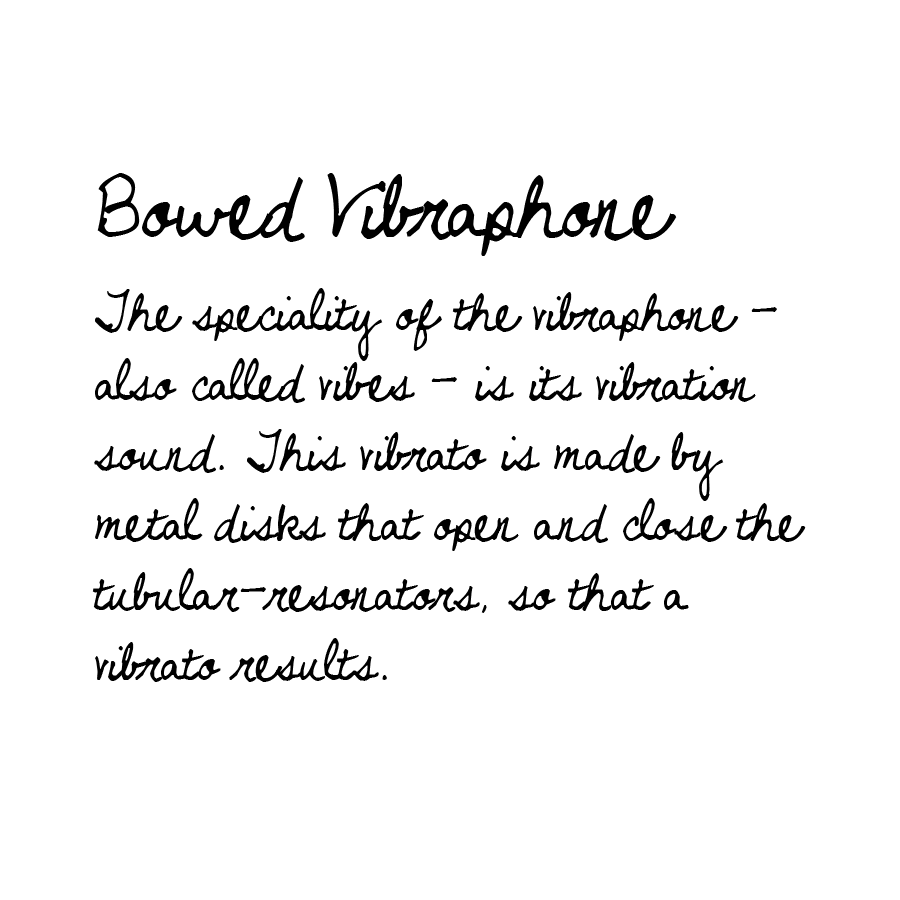 Bowed Vibraphone
The speciality of the vibraphone –
also called vibes – is its vibration
sound. This vibrato is made by
metal disks that open and close the
tubular-resonators, so that a
vibrato results.